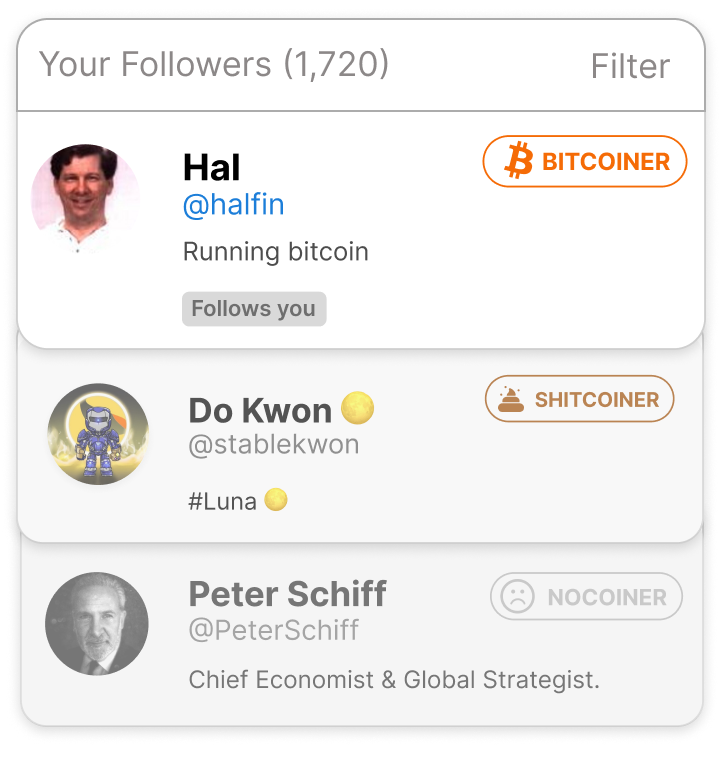 Your Followers (1,720)
Filter
Hal
BITCOINER
@halfin
Running bitcoin
Follows you
Do Kwon 🌕
SHITCOINER
@stablekwon
#Luna 🌕
Peter Schiff
NOCOINER
@PeterSchiff
Chief Economist & Global Strategist.